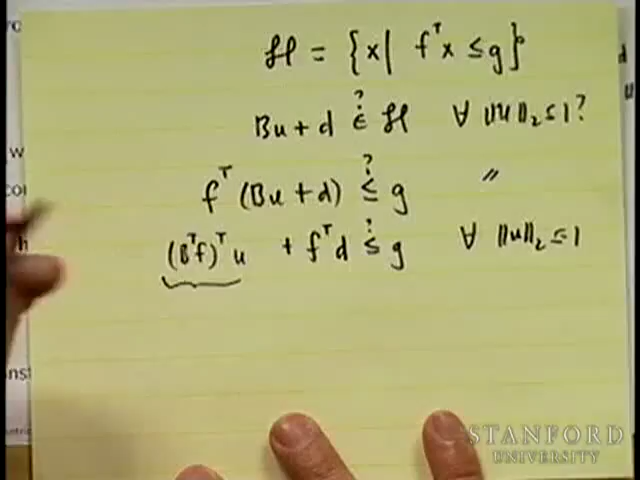 ℋ = {x | fᵀx ≤ g}
Bu + d ∈? ℋ ∀ ‖u‖₂ ≤ 1?
fᵀ(Bu + d) ≤? g "
(Bᵀf)ᵀu + fᵀd ≤? g ∀ ‖u‖₂ ≤ 1
STANFORD
UNIVERSITY